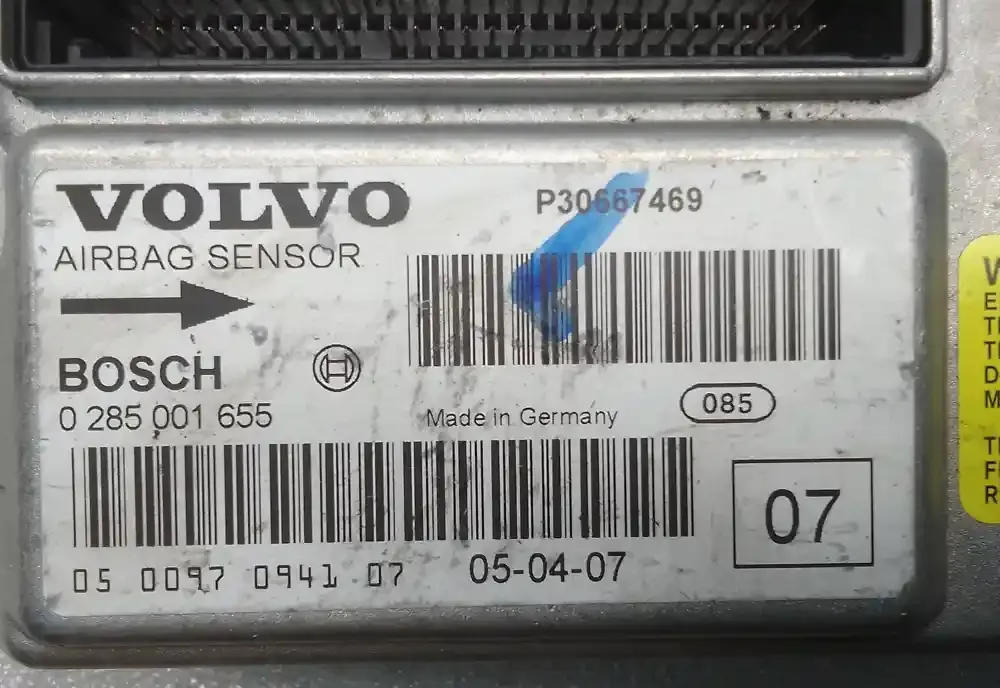 VOLVO
P30667469
AIRBAG SENSOR
BOSCH
0 285 001 655
Made in Germany
085
07
05 0097 0941 07
05-04-07